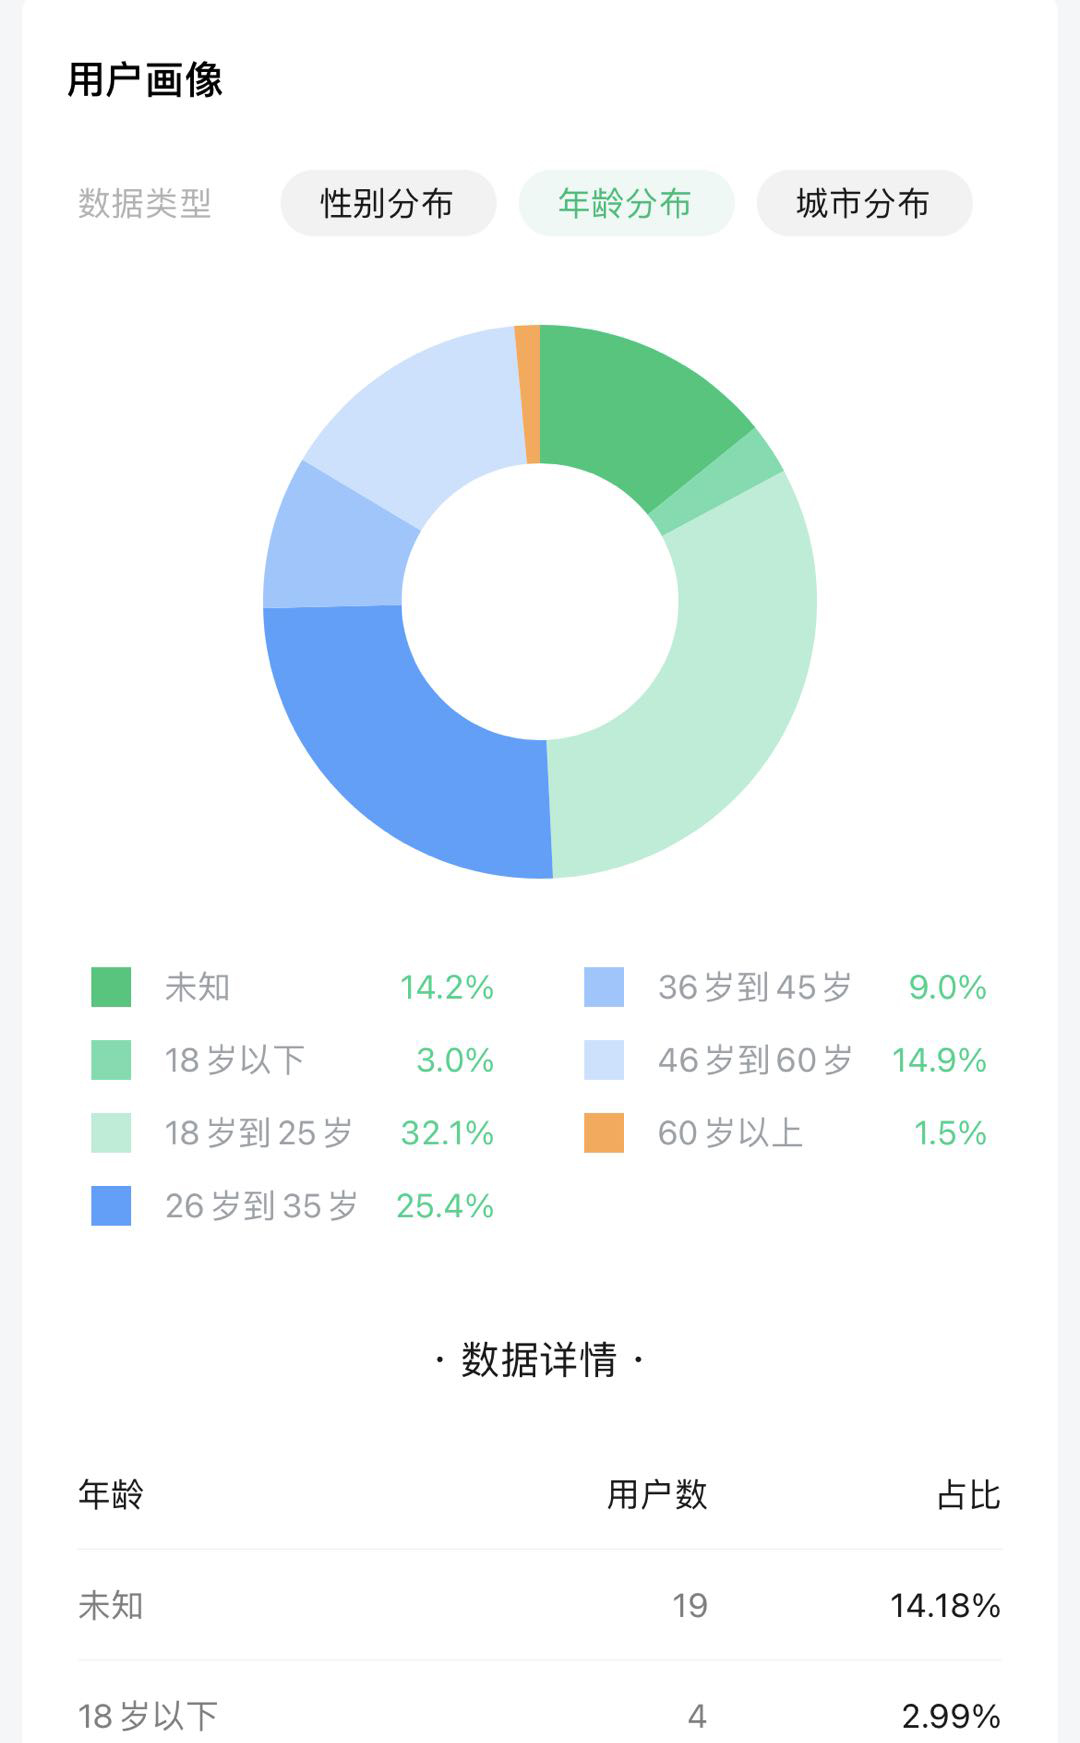 用户画像
数据类型 性别分布 年龄分布 城市分布
未知 14.2% 36岁到45岁 9.0%
18岁以下 3.0% 46岁到60岁 14.9%
18岁到25岁 32.1% 60岁以上 1.5%
26岁到35岁 25.4%
· 数据详情 ·
年龄 用户数 占比
未知 19 14.18%
18岁以下 4 2.99%